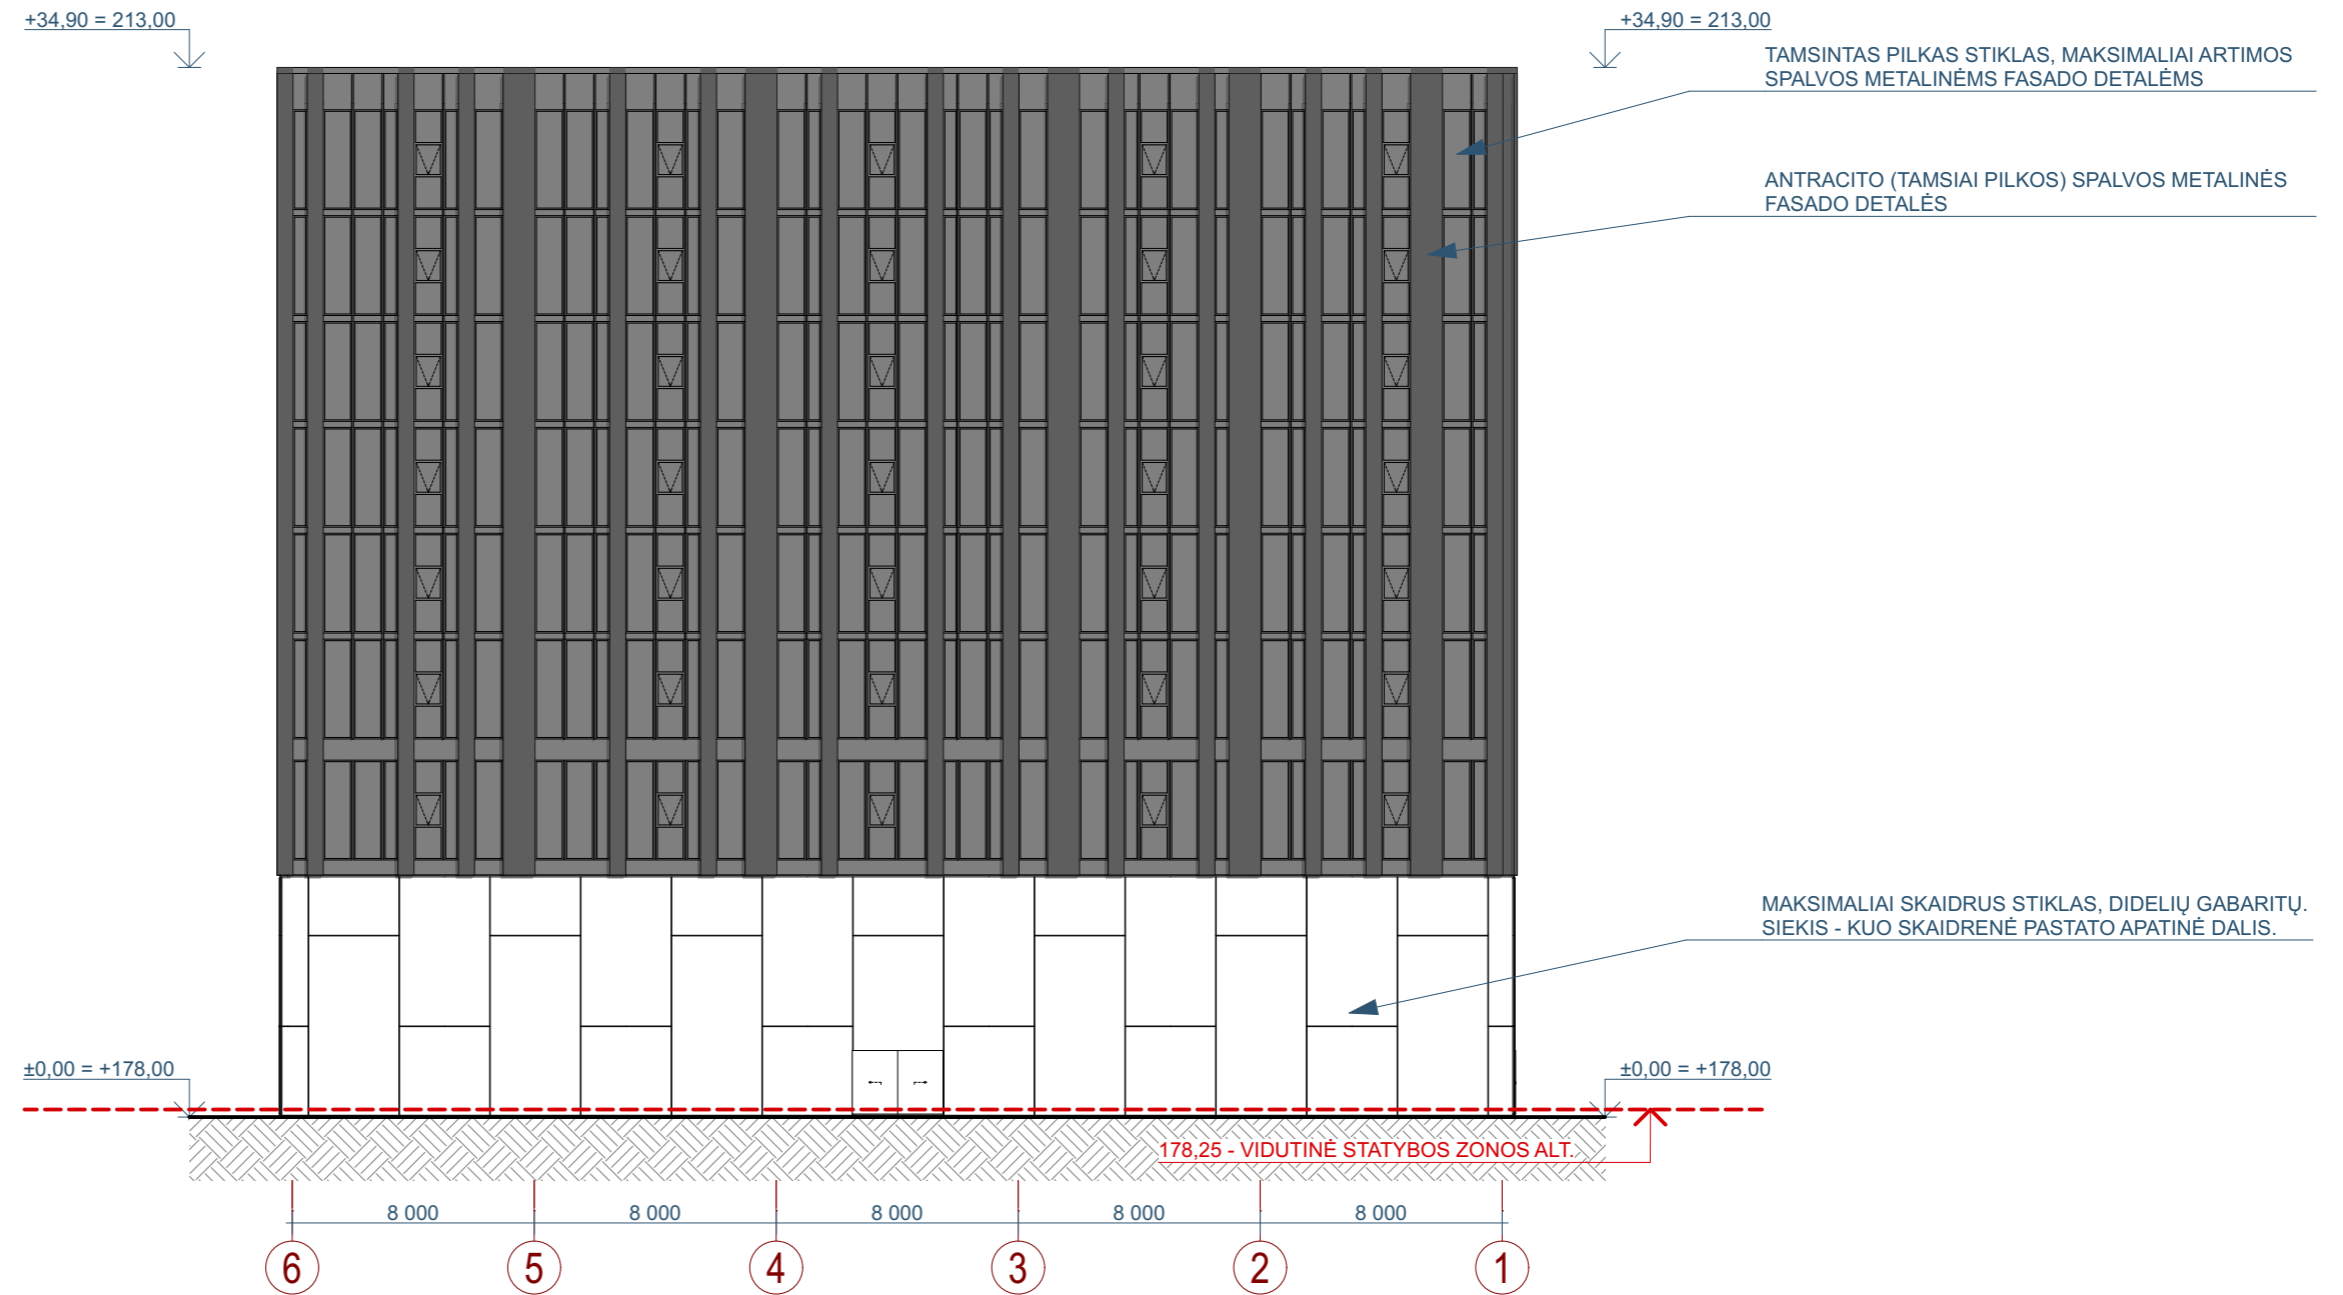 +34,90 = 213,00
+34,90 = 213,00
TAMSINTAS PILKAS STIKLAS, MAKSIMALIAI ARTIMOS
SPALVOS METALINĖMS FASADO DETALĖMS
ANTRACITO (TAMSIAI PILKOS) SPALVOS METALINĖS
FASADO DETALĖS
MAKSIMALIAI SKAIDRUS STIKLAS, DIDELIŲ GABARITŲ.
SIEKIS - KUO SKAIDRENĖ PASTATO APATINĖ DALIS.
±0,00 = +178,00
±0,00 = +178,00
178,25 - VIDUTINĖ STATYBOS ZONOS ALT.
8 000 8 000 8 000 8 000 8 000
6 5 4 3 2 1